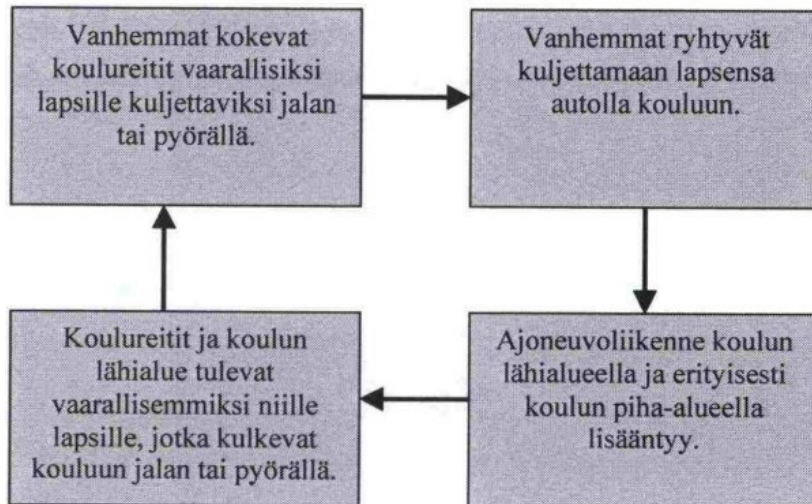 Vanhemmat kokevat
koulureitit vaarallisiksi
lapsille kuljettaviksi jalan
tai pyörällä.
Vanhemmat ryhtyvät
kuljettamaan lapsensa
autolla kouluun.
Ajoneuvoliikenne koulun
lähialueella ja erityisesti
koulun piha-alueella
lisääntyy.
Koulureitit ja koulun
lähialue tulevat
vaarallisemmiksi niille
lapsille, jotka kulkevat
kouluun jalan tai pyörällä.